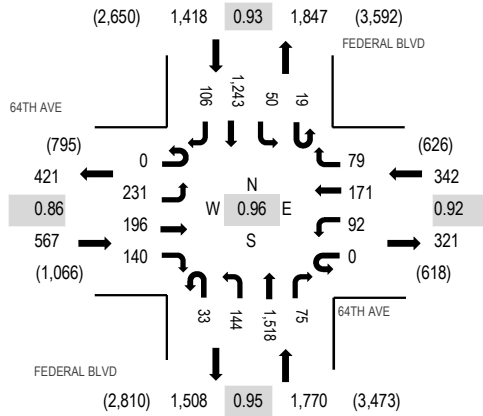 (2,650) 1,418 0.93 1,847 (3,592)
FEDERAL BLVD
64TH AVE
106 1,243 50 19
(795)
421
0.86
567
(1,066)
0
231
196
140
N
W 0.96 E
S
79
171
92
0
(626)
342
0.92
321
(618)
33 144 1,518 75
64TH AVE
FEDERAL BLVD
(2,810) 1,508 0.95 1,770 (3,473)